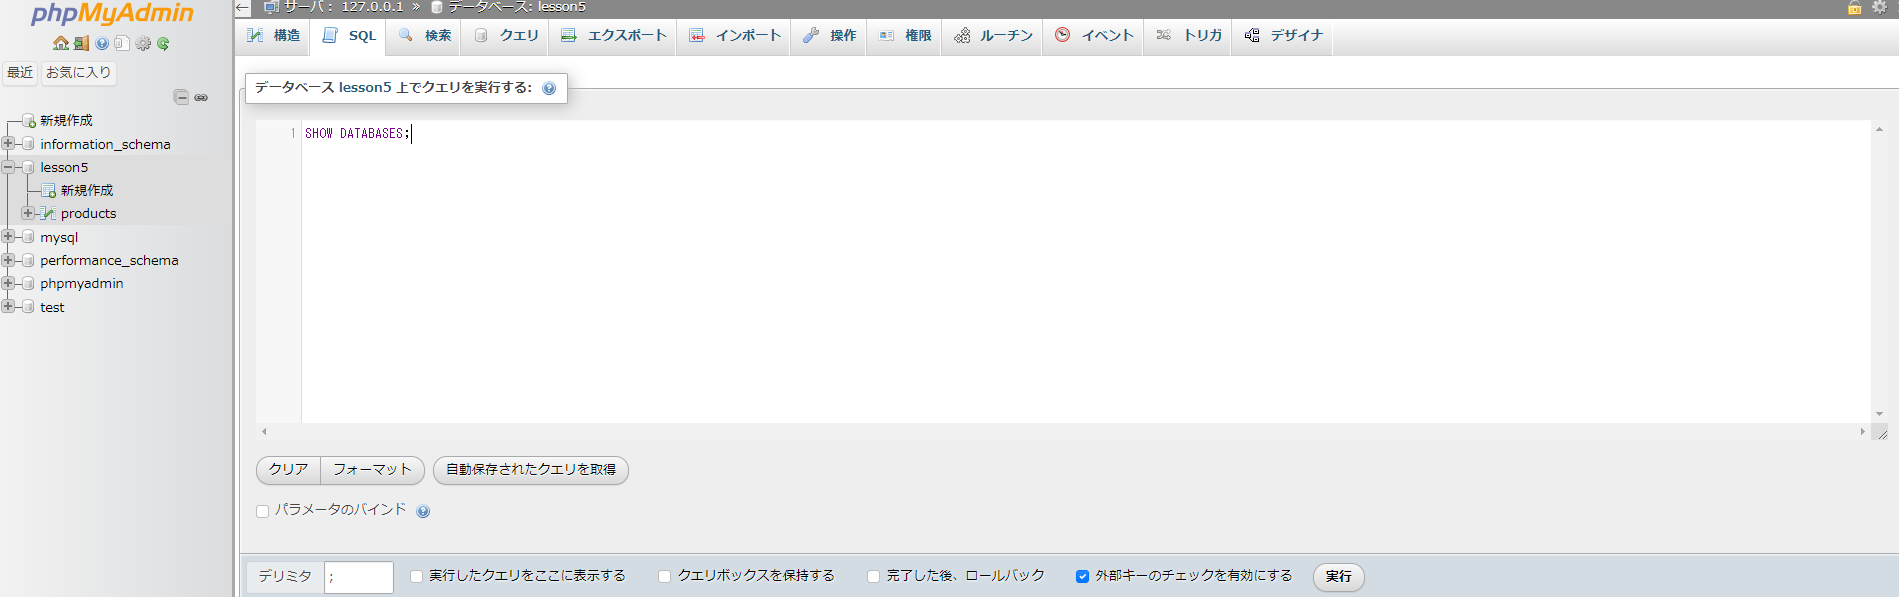 phpMyAdmin
最近 お気に入り
新規作成
information_schema
lesson5
新規作成
products
mysql
performance_schema
phpmyadmin
test
サーバ: 127.0.0.1 » データベース: lesson5
構造 SQL 検索 クエリ エクスポート インポート 操作 権限 ルーチン イベント トリガ デザイナ
データベース lesson5 上でクエリを実行する:
1 SHOW DATABASES;
クリア フォーマット 自動保存されたクエリを取得
パラメータのバインド
デリミタ ; 実行したクエリをここに表示する クエリボックスを保持する 完了した後、ロールバック 外部キーのチェックを有効にする 実行